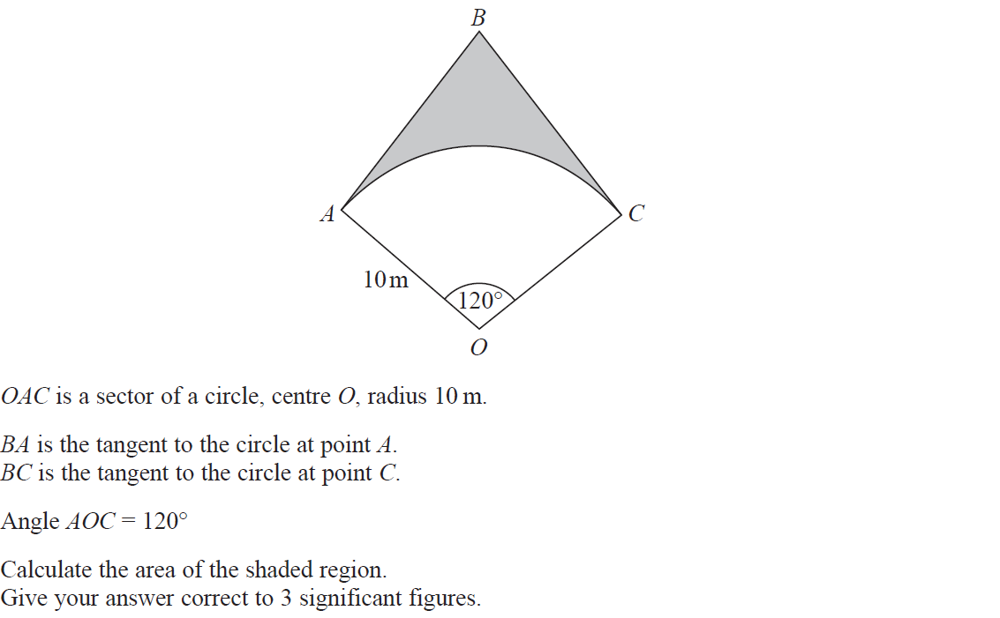 B
A
C
10 m
120°
O
OAC is a sector of a circle, centre O, radius 10 m.
BA is the tangent to the circle at point A.
BC is the tangent to the circle at point C.
Angle AOC = 120°
Calculate the area of the shaded region.
Give your answer correct to 3 significant figures.